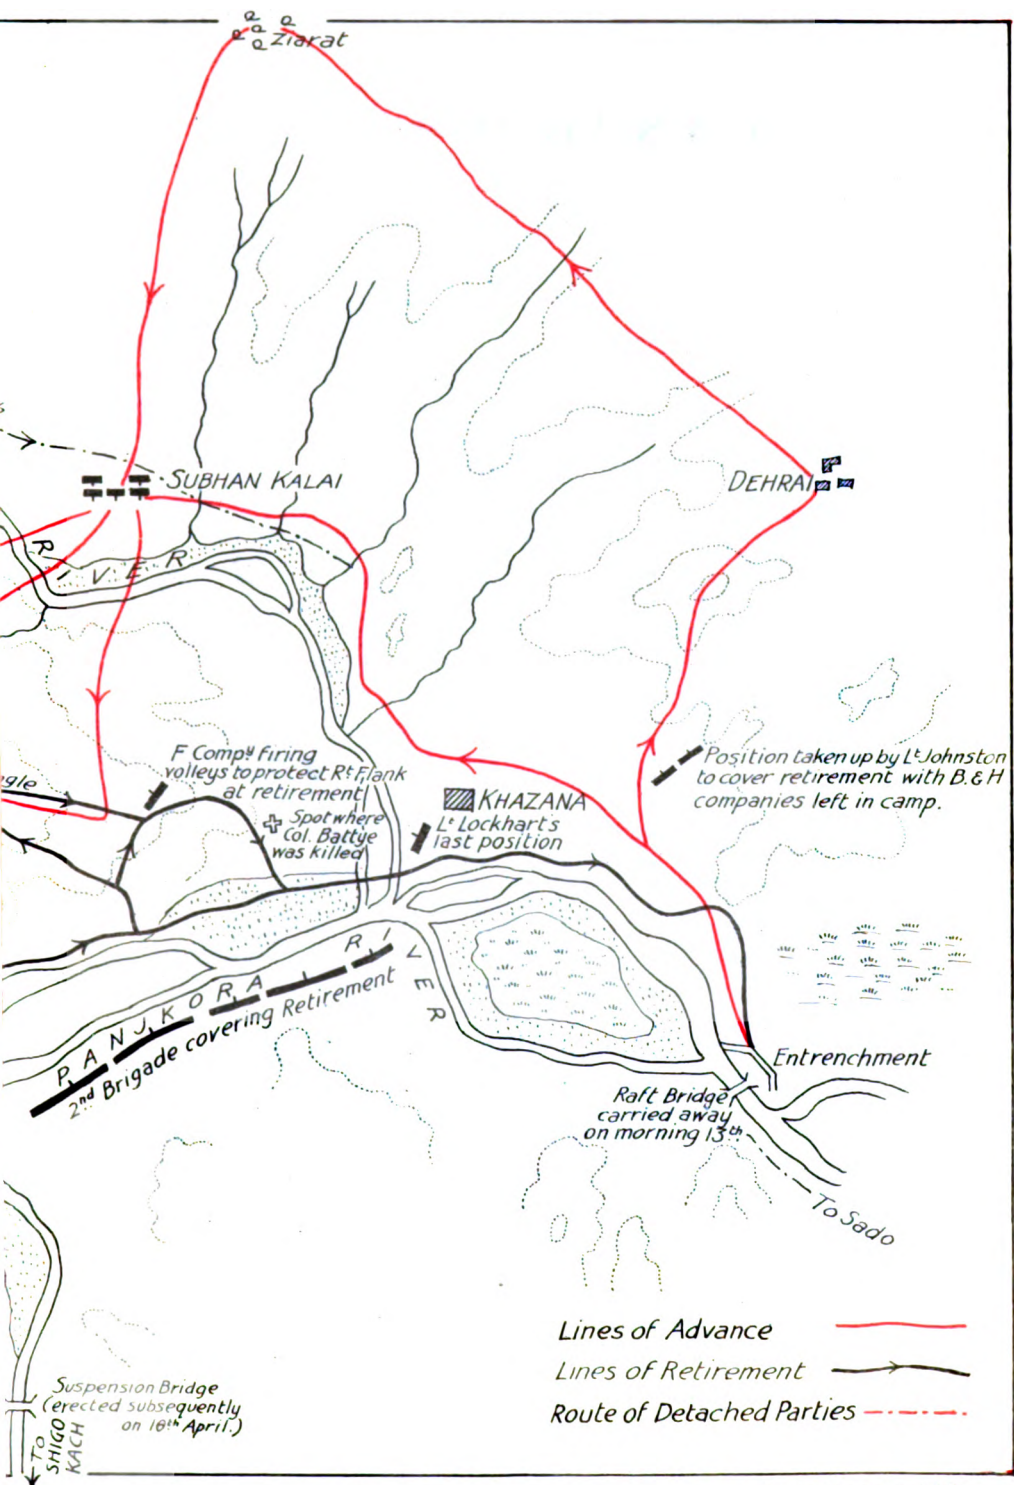 Ziarat
SUBHAN KALAI
DEHRAI
RIVER
F Compy firing
volleys to protect Rt Flank
at retirement
Spot where
Col. Battye
was killed
KHAZANA
Lt Lockhart's
last position
Position taken up by Lt Johnston
to cover retirement with B. & H
companies left in camp.
PANJKORA RIVER
2nd Brigade covering Retirement
Entrenchment
Raft Bridge
carried away
on morning 13th.
To Sado
Lines of Advance
Lines of Retirement
Route of Detached Parties
Suspension Bridge
(erected subsequently
on 16th April.)
TO
SHIGO
KACH